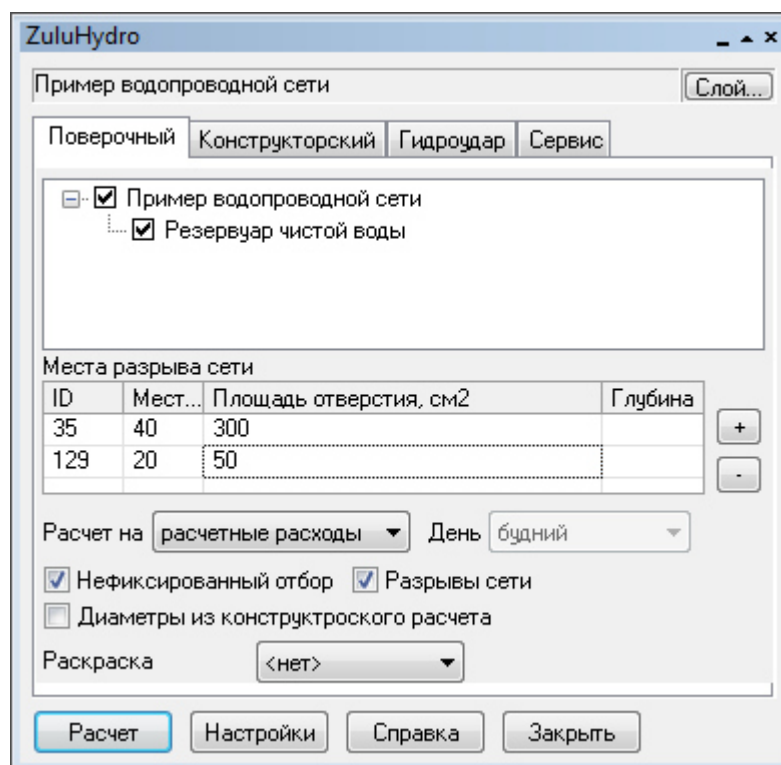 ZuluHydro
Пример водопроводной сети Слой...
Поверочный Конструкторский Гидроудар Сервис
Пример водопроводной сети
Резервуар чистой воды
Места разрыва сети
ID Мест... Площадь отверстия, см2 Глубина
35 40 300 +
129 20 50 -
Расчет на расчетные расходы День будний
Нефиксированный отбор Разрывы сети
Диаметры из конструктроского расчета
Раскраска <нет>
Расчет Настройки Справка Закрыть